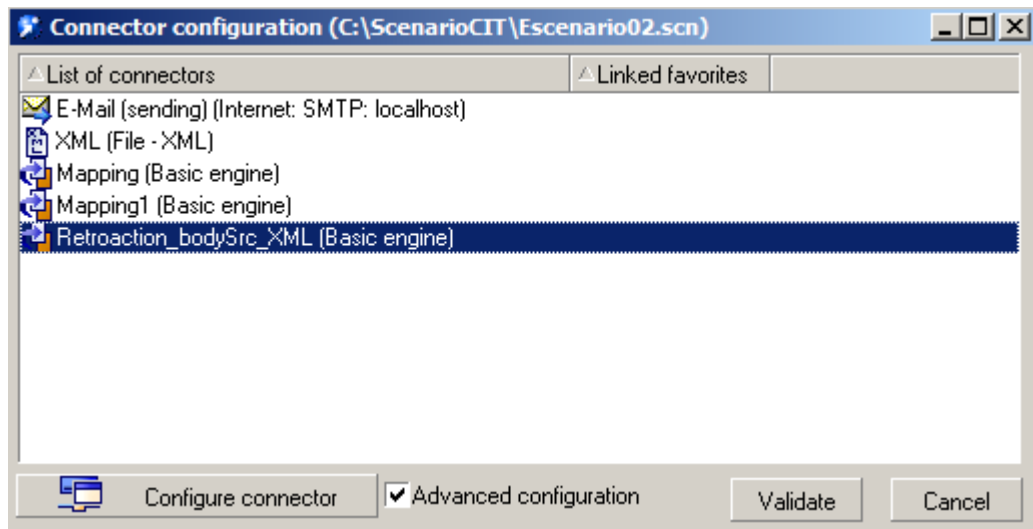 Connector configuration (C:\ScenarioCIT\Escenario02.scn)
List of connectors Linked favorites
E-Mail (sending) (Internet: SMTP: localhost)
XML (File - XML)
Mapping (Basic engine)
Mapping1 (Basic engine)
Retroaction_bodySrc_XML (Basic engine)
Configure connector Advanced configuration Validate Cancel